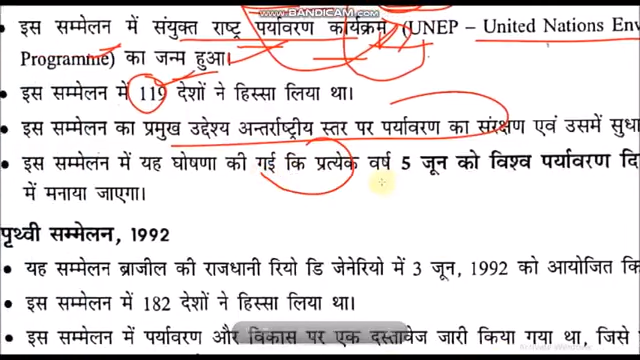 www.BANDICAM.com
• इस सम्मेलन में संयुक्त राष्ट्र पर्यावरण कार्यक्रम (UNEP – United Nations Env
Programme) का जन्म हुआ।
• इस सम्मेलन में 119 देशों ने हिस्सा लिया था।
• इस सम्मेलन का प्रमुख उद्देश्य अन्तर्राष्ट्रीय स्तर पर पर्यावरण का संरक्षण एवं उसमें सुधा
• इस सम्मेलन में यह घोषणा की गई कि प्रत्येक वर्ष 5 जून को विश्व पर्यावरण दि
में मनाया जाएगा।
पृथ्वी सम्मेलन, 1992
• यह सम्मेलन ब्राजील की राजधानी रियो डि जेनेरियो में 3 जून, 1992 को आयोजित कि
• इस सम्मेलन में 182 देशों ने हिस्सा लिया था।
• इस सम्मेलन में पर्यावरण और विकास पर एक दस्तावेज जारी किया गया था, जिसे